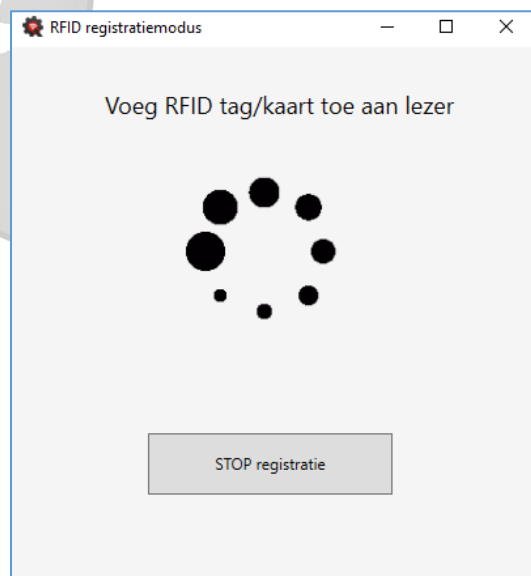 RFID registratiemodus
Voeg RFID tag/kaart toe aan lezer
STOP registratie